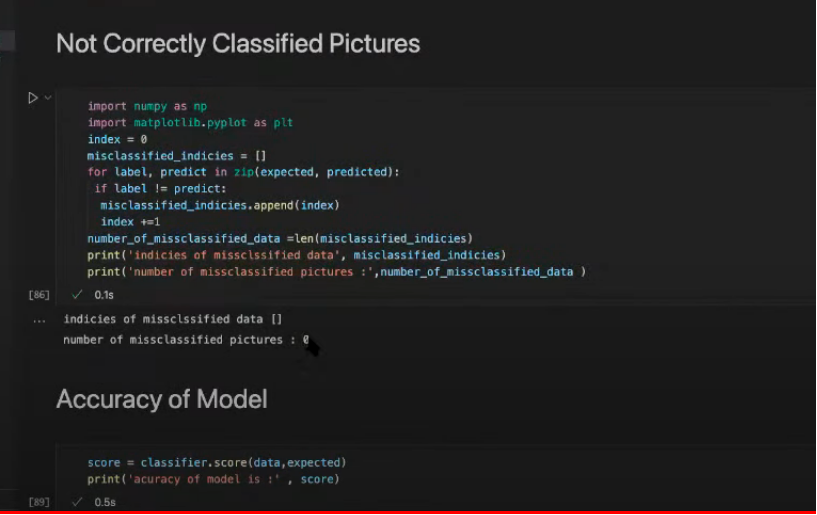 Not Correctly Classified Pictures
import numpy as np
import matplotlib.pyplot as plt
index = 0
misclassified_indicies = []
for label, predict in zip(expected, predicted):
if label != predict:
misclassified_indicies.append(index)
index +=1
number_of_missclassified_data =len(misclassified_indicies)
print('indicies of missclssified data', misclassified_indicies)
print('number of missclassified pictures :',number_of_missclassified_data )
[86] ✓ 0.1s
... indicies of missclssified data []
number of missclassified pictures : 0
Accuracy of Model
score = classifier.score(data,expected)
print('acuracy of model is :' , score)
[89] ✓ 0.5s